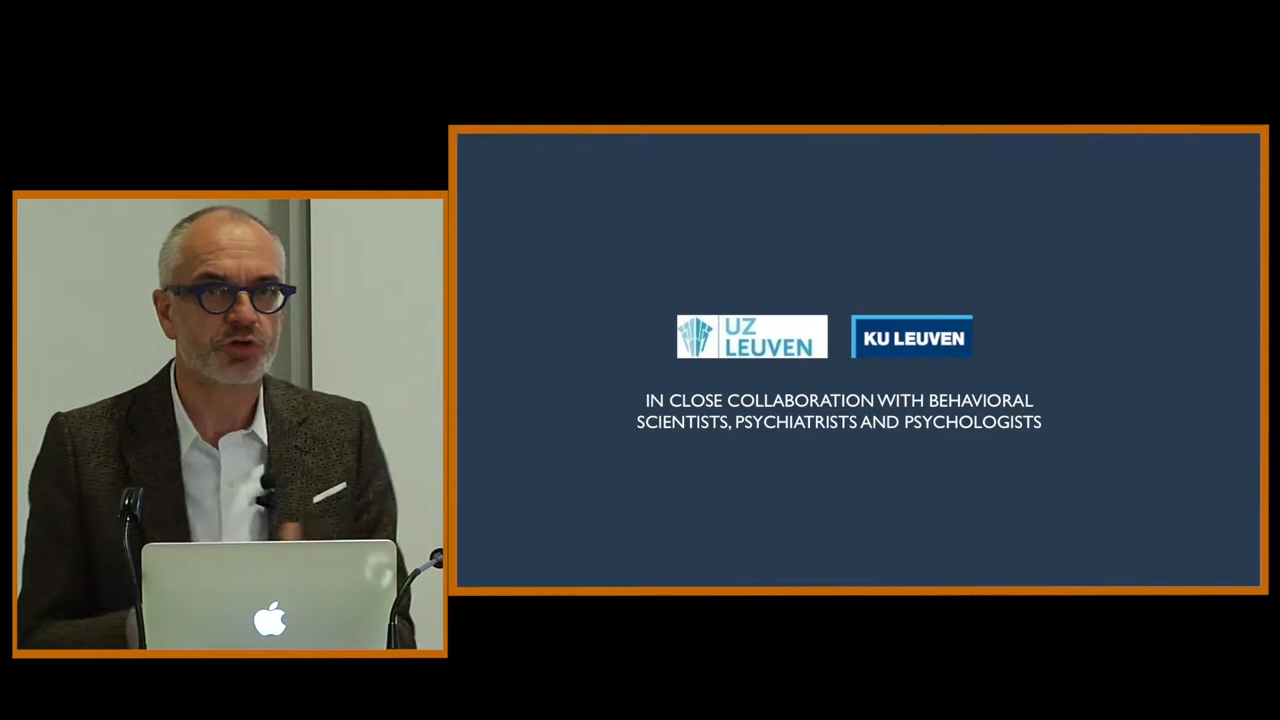 UZ
LEUVEN
KU LEUVEN
IN CLOSE COLLABORATION WITH BEHAVIORAL
SCIENTISTS, PSYCHIATRISTS AND PSYCHOLOGISTS